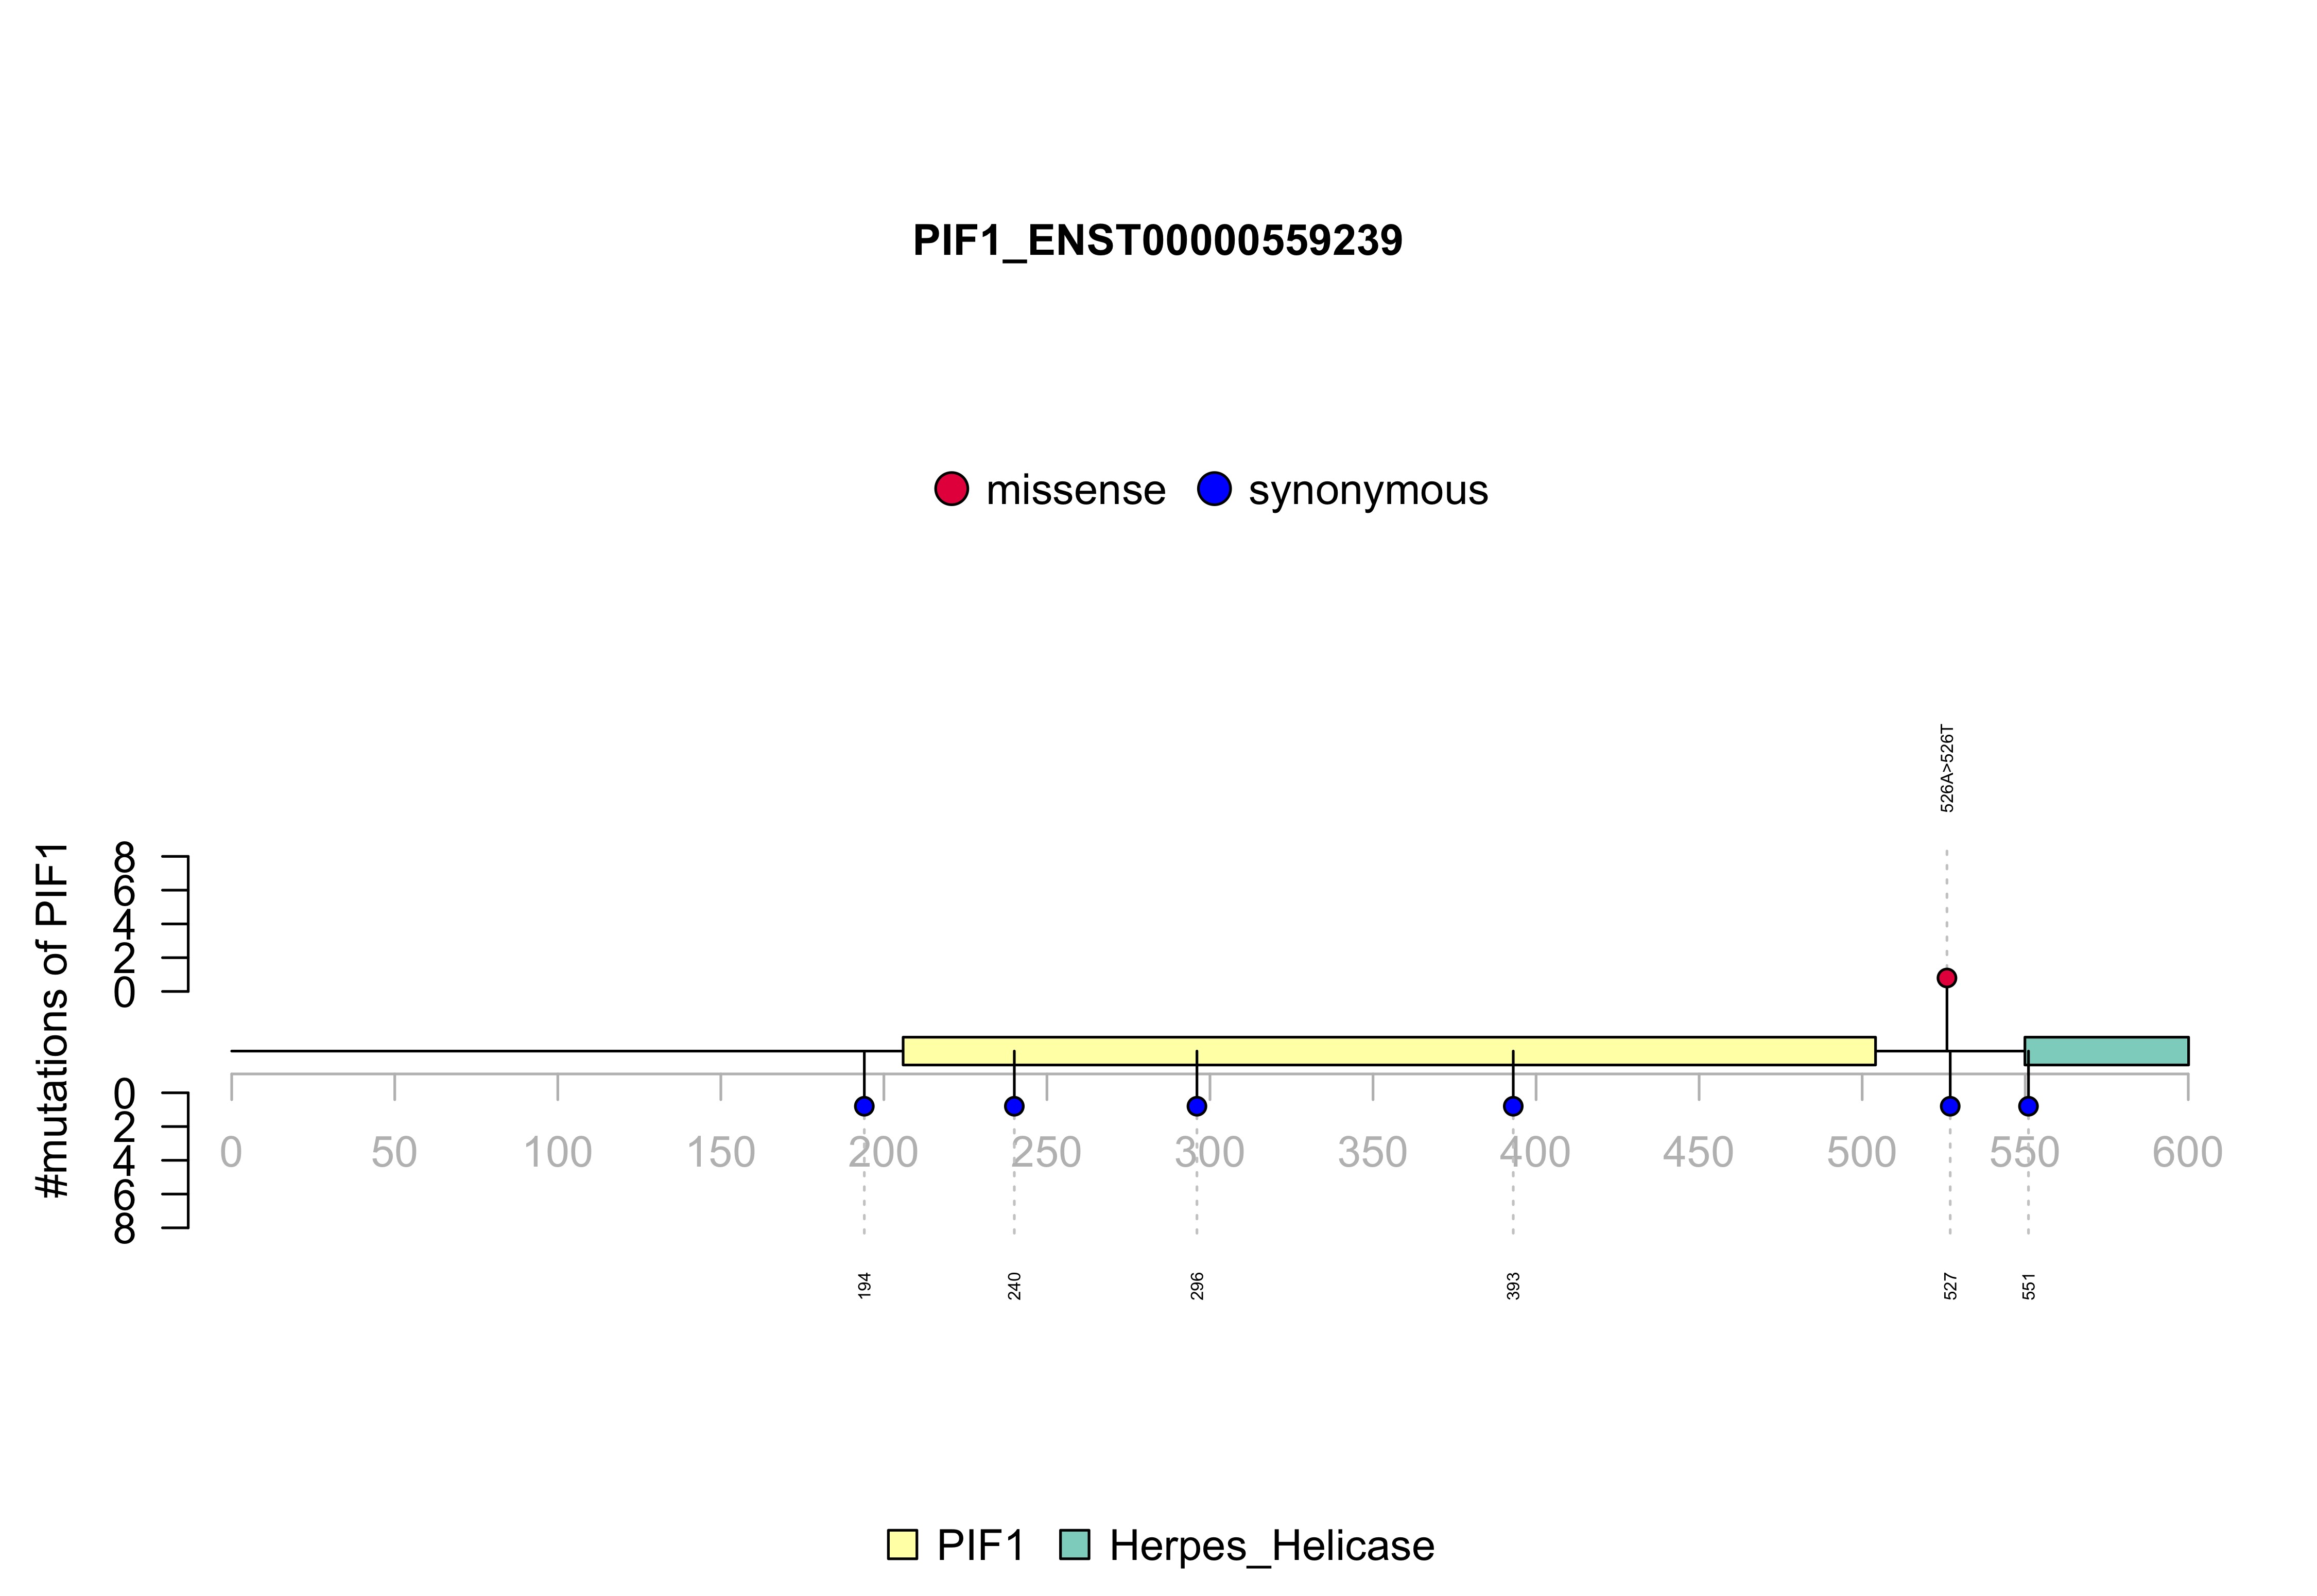 PIF1_ENST00000559239
missense synonymous
526A>526T
#mutations of PIF1
8
6
4
2
0
0
2
4
6
8
0 50 100 150 200 250 300 350 400 450 500 550 600
194 240 296 393 527 551
PIF1 Herpes_Helicase